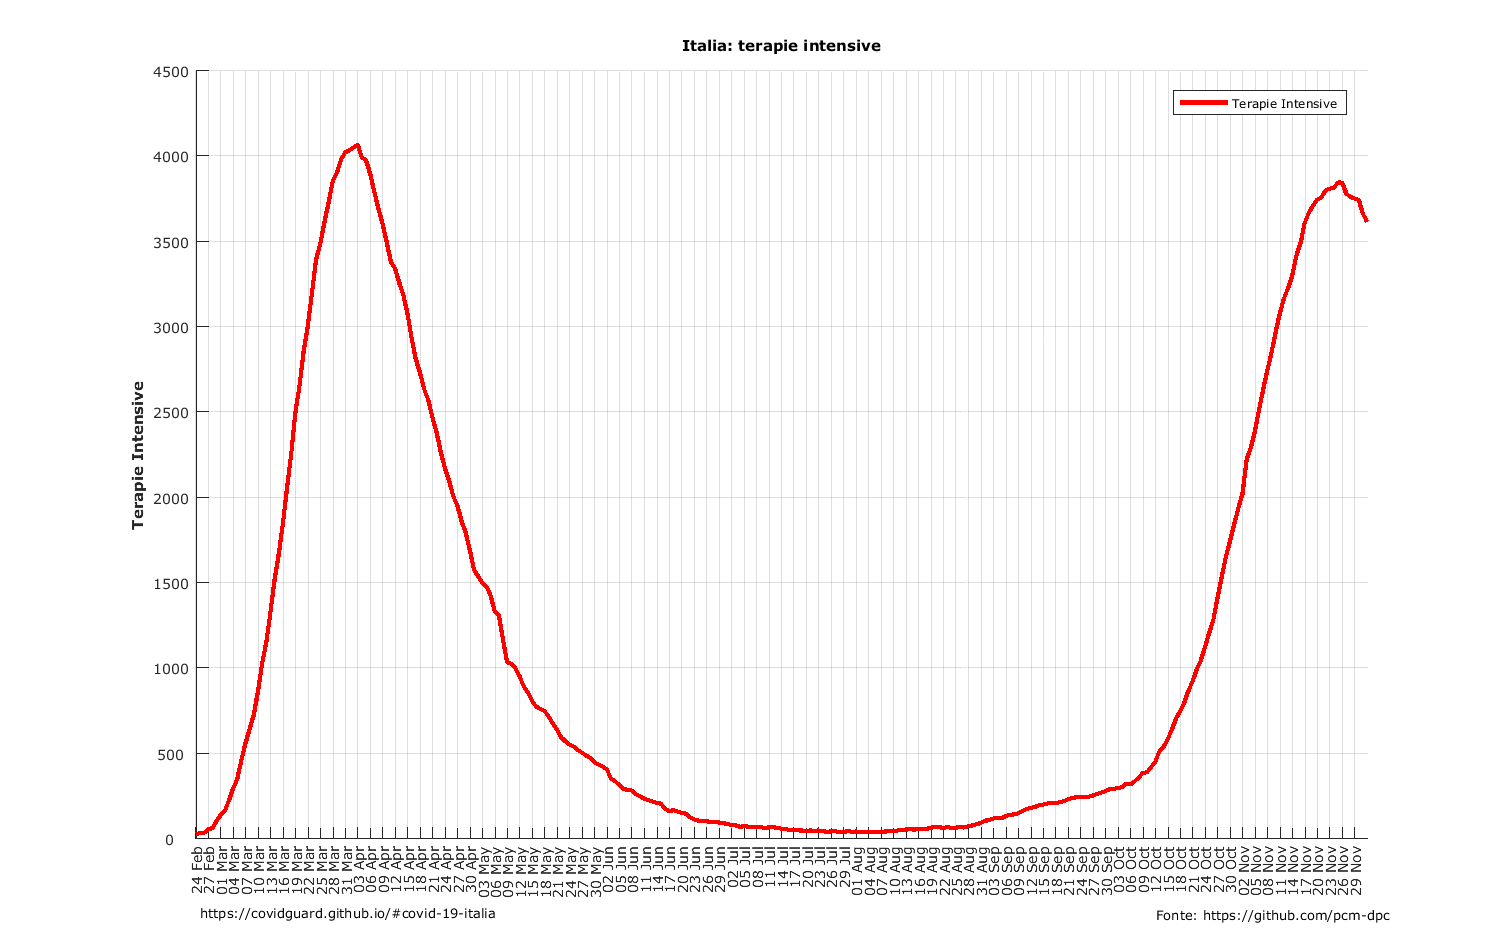 Italia: terapie intensive
Terapie Intensive
Terapie Intensive
4500
4000
3500
3000
2500
2000
1500
1000
500
0
24 Feb
27 Feb
01 Mar
04 Mar
07 Mar
10 Mar
13 Mar
16 Mar
19 Mar
22 Mar
25 Mar
28 Mar
31 Mar
03 Apr
06 Apr
09 Apr
12 Apr
15 Apr
18 Apr
21 Apr
24 Apr
27 Apr
30 Apr
03 May
06 May
09 May
12 May
15 May
18 May
21 May
24 May
27 May
30 May
02 Jun
05 Jun
08 Jun
11 Jun
14 Jun
17 Jun
20 Jun
23 Jun
26 Jun
29 Jun
02 Jul
05 Jul
08 Jul
11 Jul
14 Jul
17 Jul
20 Jul
23 Jul
26 Jul
29 Jul
01 Aug
04 Aug
07 Aug
10 Aug
13 Aug
16 Aug
19 Aug
22 Aug
25 Aug
28 Aug
31 Aug
03 Sep
06 Sep
09 Sep
12 Sep
15 Sep
18 Sep
21 Sep
24 Sep
27 Sep
30 Sep
03 Oct
06 Oct
09 Oct
12 Oct
15 Oct
18 Oct
21 Oct
24 Oct
27 Oct
30 Oct
02 Nov
05 Nov
08 Nov
11 Nov
14 Nov
17 Nov
20 Nov
23 Nov
26 Nov
29 Nov
https://covidguard.github.io/#covid-19-italia
Fonte: https://github.com/pcm-dpc